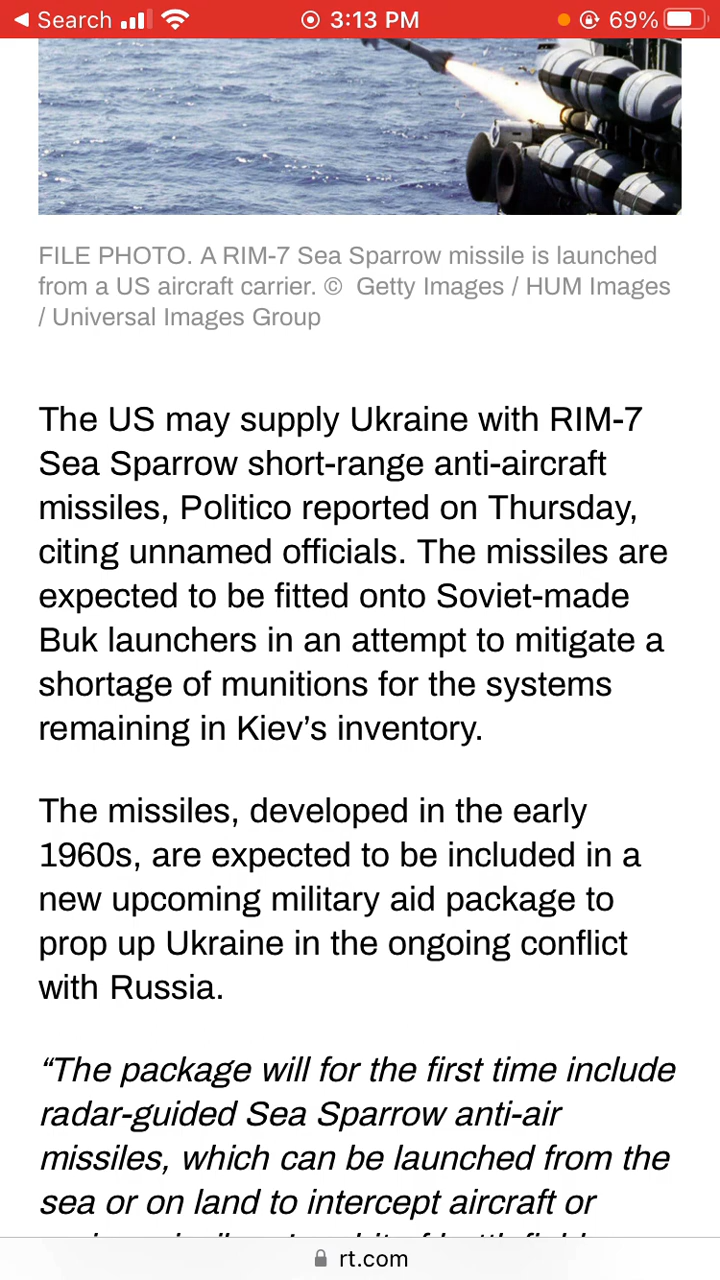 Search 3:13 PM 69%
FILE PHOTO. A RIM-7 Sea Sparrow missile is launched
from a US aircraft carrier. © Getty Images / HUM Images
/ Universal Images Group
The US may supply Ukraine with RIM-7
Sea Sparrow short-range anti-aircraft
missiles, Politico reported on Thursday,
citing unnamed officials. The missiles are
expected to be fitted onto Soviet-made
Buk launchers in an attempt to mitigate a
shortage of munitions for the systems
remaining in Kiev’s inventory.
The missiles, developed in the early
1960s, are expected to be included in a
new upcoming military aid package to
prop up Ukraine in the ongoing conflict
with Russia.
“The package will for the first time include
radar-guided Sea Sparrow anti-air
missiles, which can be launched from the
sea or on land to intercept aircraft or
rt.com